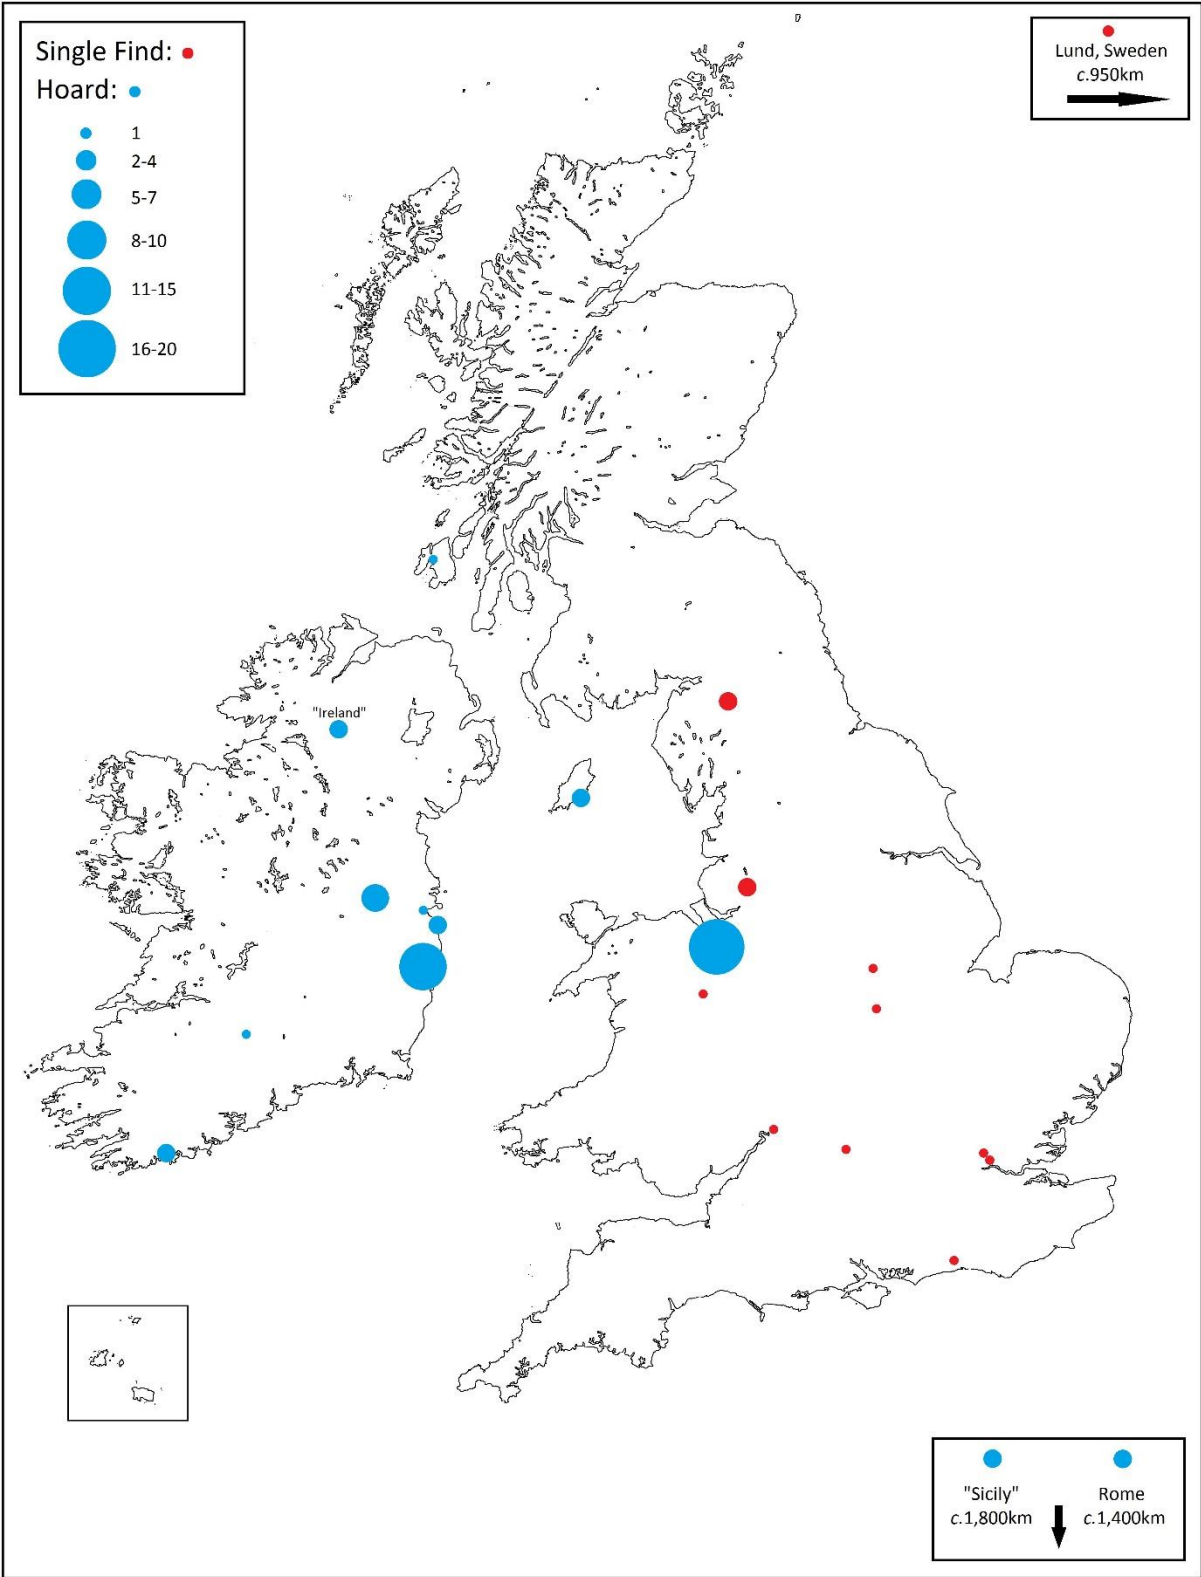 Single Find:
Hoard:
1
2-4
5-7
8-10
11-15
16-20
Lund, Sweden
c.950km
"Ireland"
"Sicily"
c.1,800km
Rome
c.1,400km